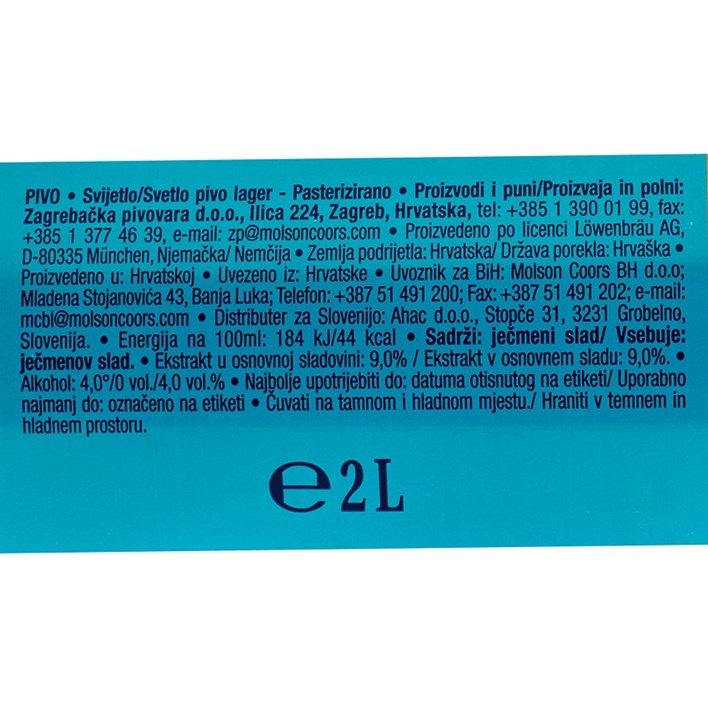 PIVO • Svijetlo/Svetlo pivo lager - Pasterizirano • Proizvodi i puni/Proizvaja in polni:
Zagrebačka pivovara d.o.o., Ilica 224, Zagreb, Hrvatska, tel: +385 1 390 01 99, fax:
+385 1 377 46 39, e-mail: zp@molsoncoors.com • Proizvedeno po licenci Löwenbräu AG,
D-80335 München, Njemačka/ Nemčija • Zemlja podrijetla: Hrvatska/ Država porekla: Hrvaška •
Proizvedeno u: Hrvatskoj • Uvezeno iz: Hrvatske • Uvoznik za BiH: Molson Coors BH d.o.o;
Mladena Stojanovića 43, Banja Luka; Telefon: +387 51 491 200; Fax: +387 51 491 202; e-mail:
mcbl@molsoncoors.com • Distributer za Slovenijo: Ahac d.o.o., Stopče 31, 3231 Grobelno,
Slovenija. • Energija na 100ml: 184 kJ/44 kcal • Sadrži: ječmeni slad/ Vsebuje:
ječmenov slad. • Ekstrakt u osnovnoj sladovini: 9,0% / Ekstrakt v osnovnem sladu: 9,0%. •
Alkohol: 4,0°/0 vol./4,0 vol.% • Najbolje upotrijebiti do: datuma otisnutog na etiketi/ Uporabno
najmanj do: označeno na etiketi • Čuvati na tamnom i hladnom mjestu./ Hraniti v temnem in
hladnem prostoru.
℮ 2L